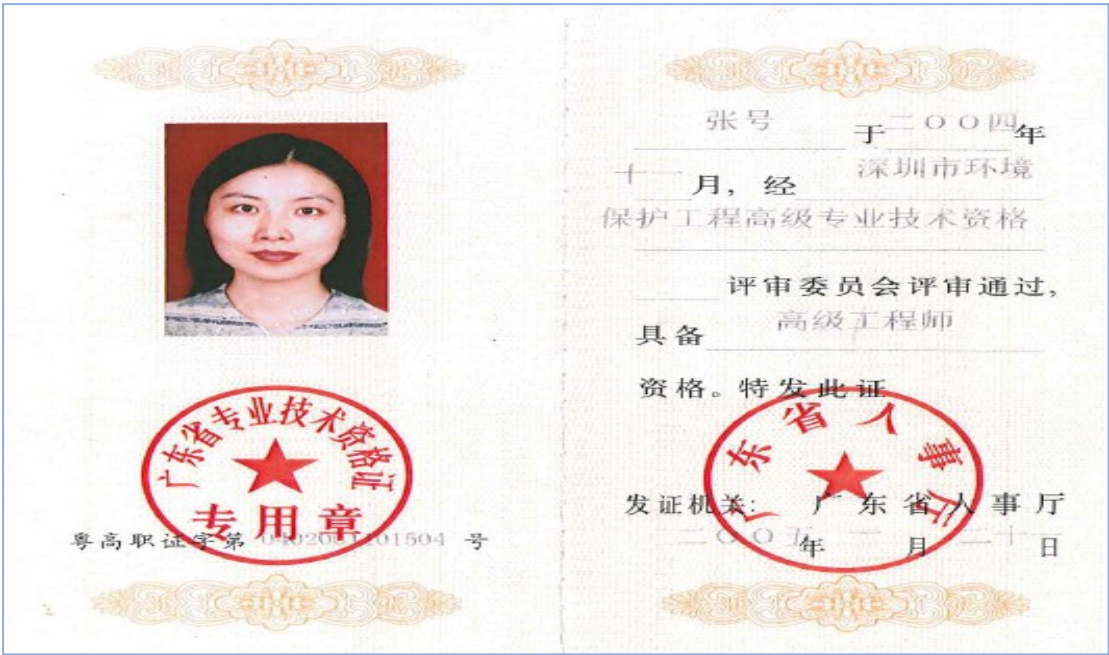 广东省专业技术资格证
专用章
粤高职证字第 0402001101504 号
张号 于二〇〇四年
十一月，经 深圳市环境
保护工程高级专业技术资格
评审委员会评审通过，
具备 高级工程师
资格。特发此证
广东省人事厅
发证机关： 广东省人事厅
二〇〇五年 一月 二十一日